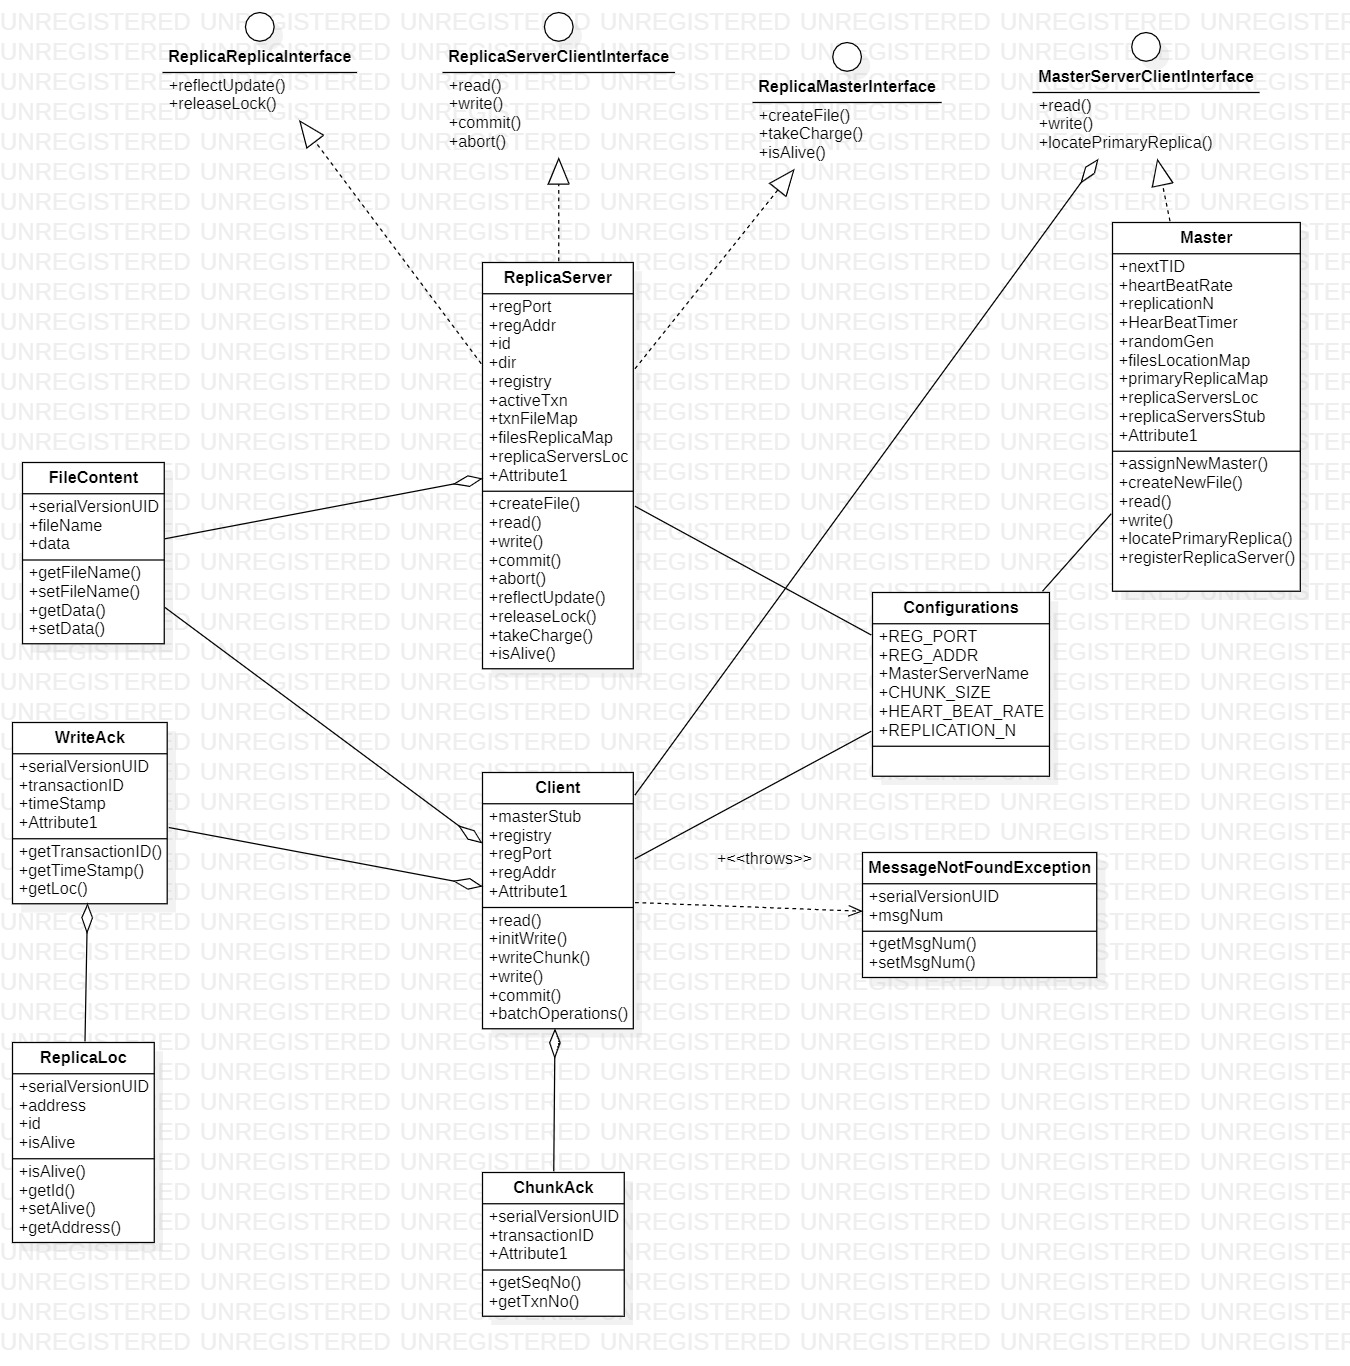 ReplicaReplicaInterface
+reflectUpdate()
+releaseLock()
ReplicaServerClientInterface
+read()
+write()
+commit()
+abort()
ReplicaMasterInterface
+createFile()
+takeCharge()
+isAlive()
MasterServerClientInterface
+read()
+write()
+locatePrimaryReplica()
Master
+nextTID
+heartBeatRate
+replicationN
+HearBeatTimer
+randomGen
+filesLocationMap
+primaryReplicaMap
+replicaServersLoc
+replicaServersStub
+Attribute1
+assignNewMaster()
+createNewFile()
+read()
+write()
+locatePrimaryReplica()
+registerReplicaServer()
ReplicaServer
+regPort
+regAddr
+id
+dir
+registry
+activeTxn
+txnFileMap
+filesReplicaMap
+replicaServersLoc
+Attribute1
+createFile()
+read()
+write()
+commit()
+abort()
+reflectUpdate()
+releaseLock()
+takeCharge()
+isAlive()
FileContent
+serialVersionUID
+fileName
+data
+getFileName()
+setFileName()
+getData()
+setData()
Configurations
+REG_PORT
+REG_ADDR
+MasterServerName
+CHUNK_SIZE
+HEART_BEAT_RATE
+REPLICATION_N
WriteAck
+serialVersionUID
+transactionID
+timeStamp
+Attribute1
+getTransactionID()
+getTimeStamp()
+getLoc()
Client
+masterStub
+registry
+regPort
+regAddr
+Attribute1
+read()
+initWrite()
+writeChunk()
+write()
+commit()
+batchOperations()
+<<throws>>
MessageNotFoundException
+serialVersionUID
+msgNum
+getMsgNum()
+setMsgNum()
ReplicaLoc
+serialVersionUID
+address
+id
+isAlive
+isAlive()
+getId()
+setAlive()
+getAddress()
ChunkAck
+serialVersionUID
+transactionID
+Attribute1
+getSeqNo()
+getTxnNo()
UNREGISTERED